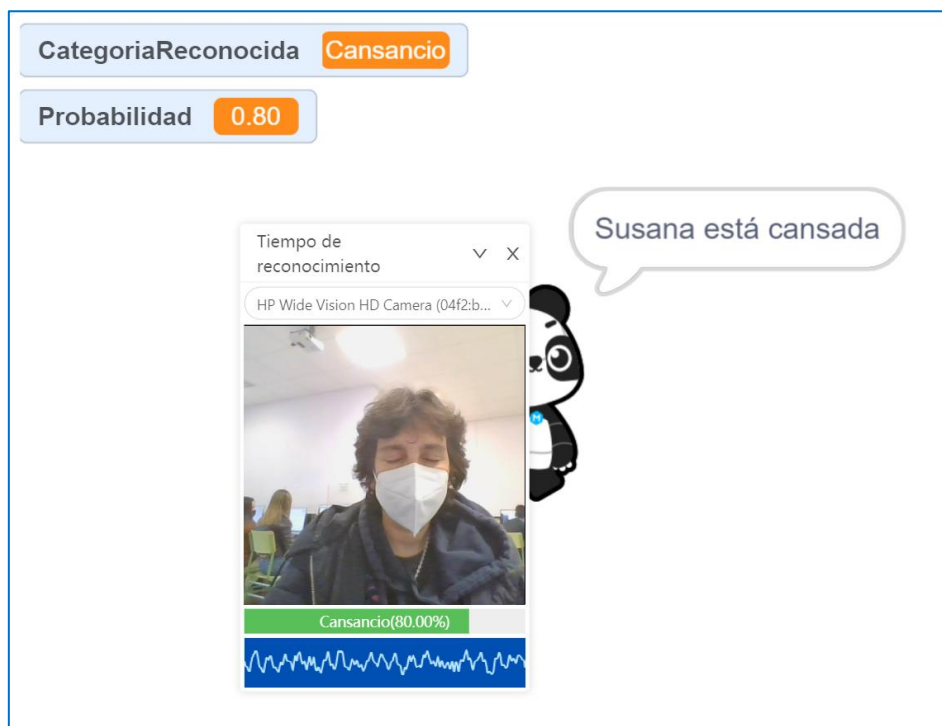 CategoriaReconocida Cansancio
Probabilidad 0.80
Susana está cansada
Tiempo de
reconocimiento
HP Wide Vision HD Camera (04f2:b...
Cansancio(80.00%)